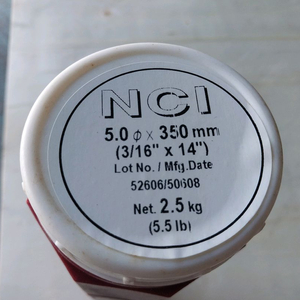 NCI
5.0 ϕ x 350 mm
(3/16" x 14")
Lot No. / Mfg.Date
52606/50608
Net. 2.5 kg
(5.5 lb)